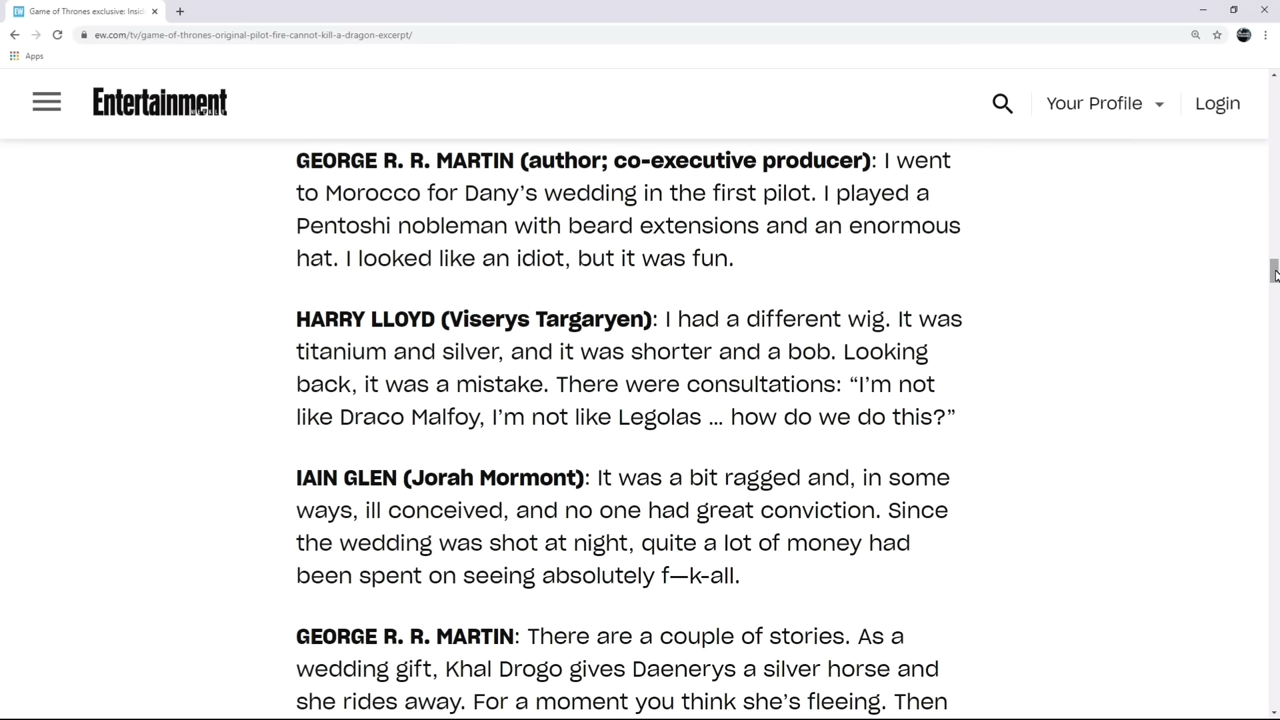 Game of Thrones exclusive: Insid
ew.com/tv/game-of-thrones-original-pilot-fire-cannot-kill-a-dragon-excerpt/
Apps
Entertainment
Your Profile
Login
GEORGE R. R. MARTIN (author; co-executive producer): I went
to Morocco for Dany’s wedding in the first pilot. I played a
Pentoshi nobleman with beard extensions and an enormous
hat. I looked like an idiot, but it was fun.
HARRY LLOYD (Viserys Targaryen): I had a different wig. It was
titanium and silver, and it was shorter and a bob. Looking
back, it was a mistake. There were consultations: “I’m not
like Draco Malfoy, I’m not like Legolas … how do we do this?”
IAIN GLEN (Jorah Mormont): It was a bit ragged and, in some
ways, ill conceived, and no one had great conviction. Since
the wedding was shot at night, quite a lot of money had
been spent on seeing absolutely f—k-all.
GEORGE R. R. MARTIN: There are a couple of stories. As a
wedding gift, Khal Drogo gives Daenerys a silver horse and
she rides away. For a moment you think she’s fleeing. Then